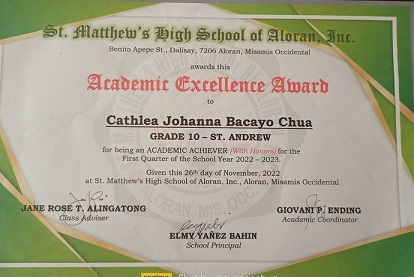 St. Matthew's High School of Aloran, Inc.
Benito Apepe St., Dalisay, 7206 Aloran, Misamis Occidental
awards this
Academic Excellence Award
to
Cathlea Johanna Bacayo Chua
GRADE 10 – ST. ANDREW
for being an ACADEMIC ACHIEVER (With Honors) for the
First Quarter of the School Year 2022 – 2023.
Given this 26th day of November, 2022
at St. Matthew's High School of Aloran, Inc., Aloran, Misamis Occidental
JANE ROSE T. ALINGATONG
Class Adviser
GIOVANI P. ENDING
Academic Coordinator
ELMY YAÑEZ BAHIN
School Principal
ALORAN MIS. OCC.